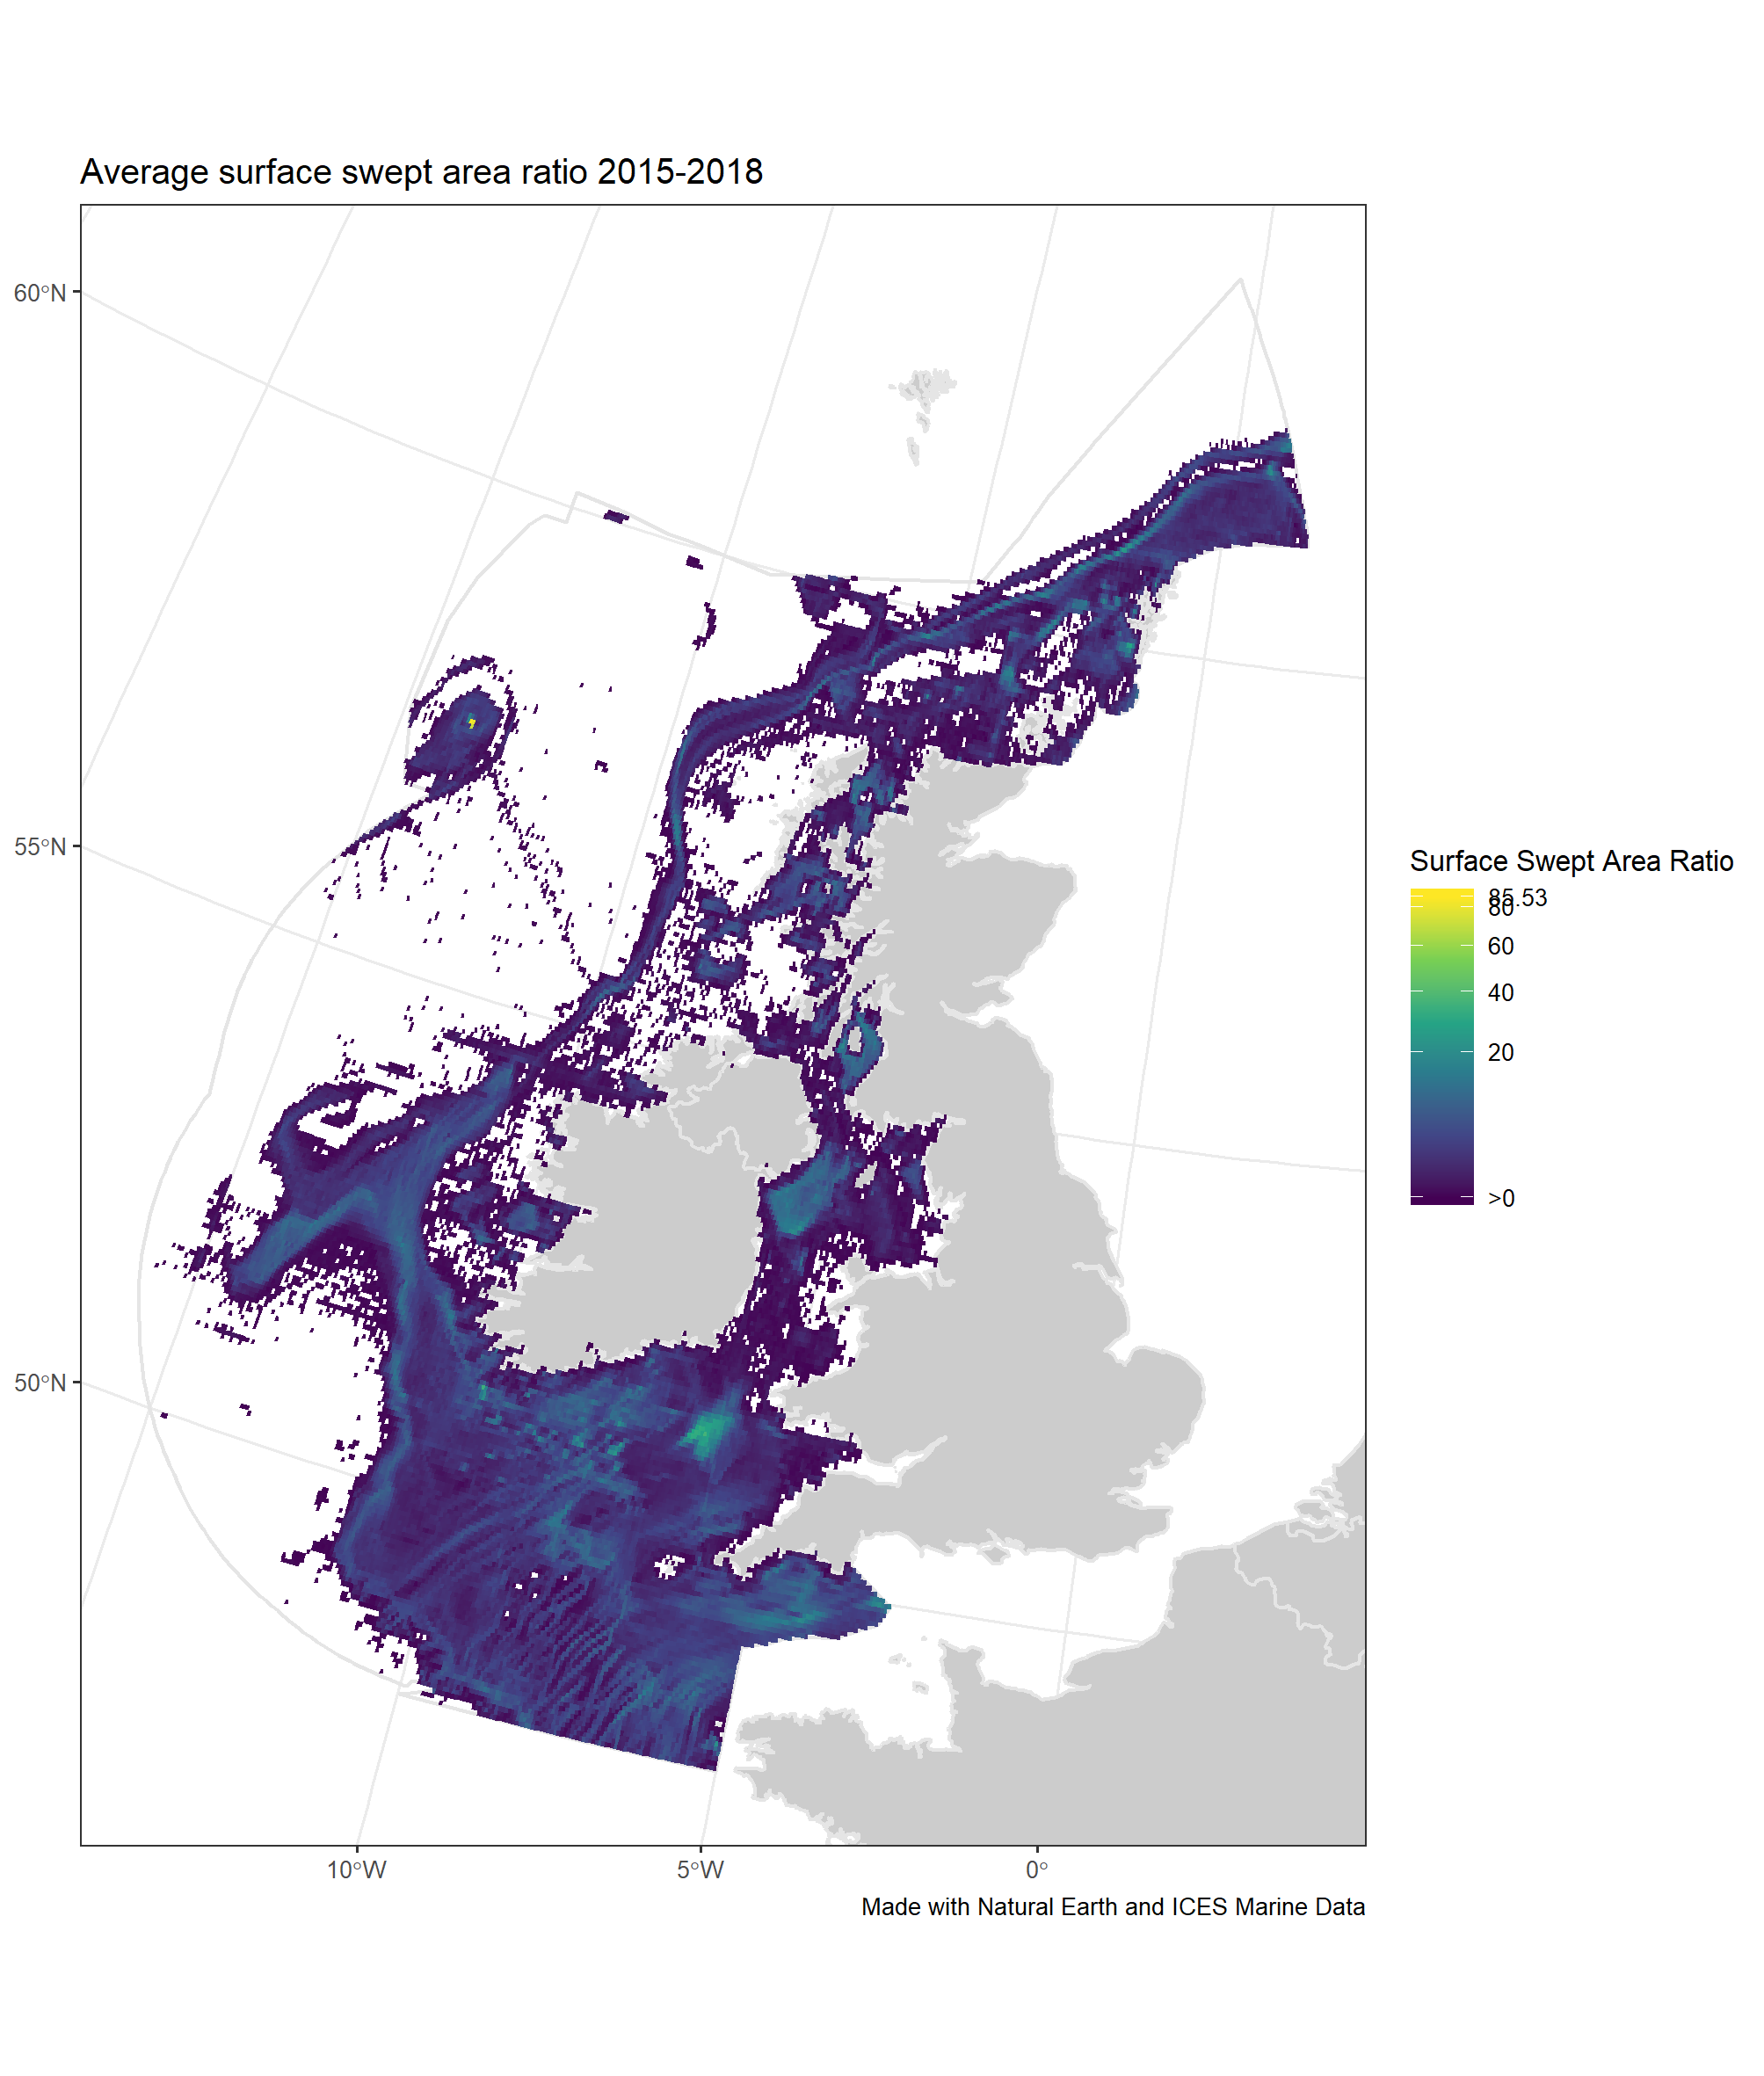 Average surface swept area ratio 2015-2018
60°N
55°N
50°N
10°W
5°W
0°
Surface Swept Area Ratio
85.53
80
60
40
20
>0
Made with Natural Earth and ICES Marine Data